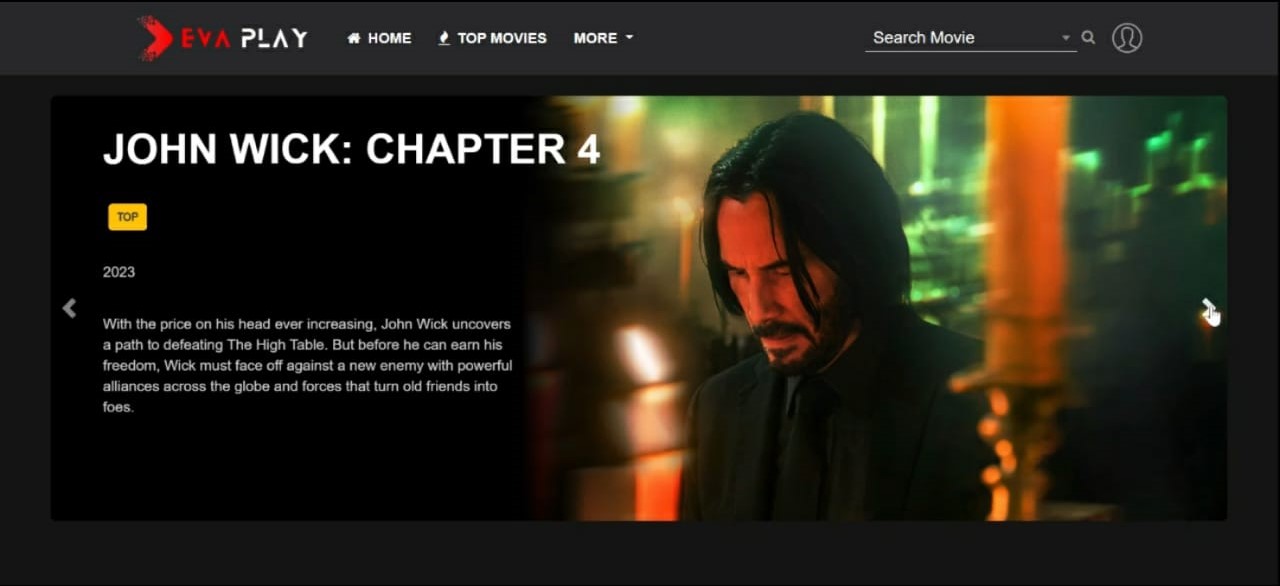 EVA PLAY
HOME
TOP MOVIES
MORE
Search Movie
JOHN WICK: CHAPTER 4
TOP
2023
With the price on his head ever increasing, John Wick uncovers
a path to defeating The High Table. But before he can earn his
freedom, Wick must face off against a new enemy with powerful
alliances across the globe and forces that turn old friends into
foes.